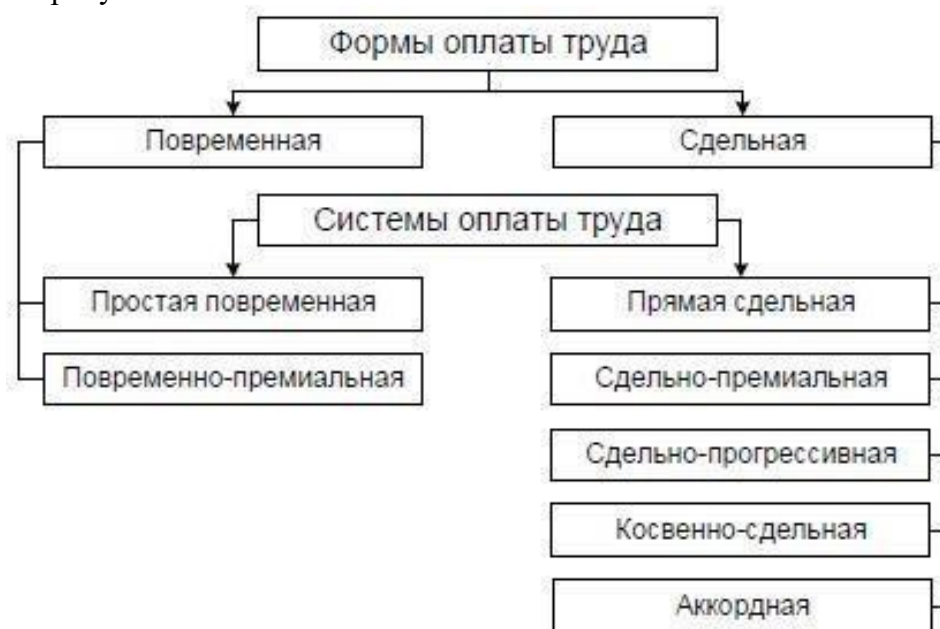 Формы оплаты труда
Повременная
Сдельная
Системы оплаты труда
Простая повременная
Прямая сдельная
Повременно-премиальная
Сдельно-премиальная
Сдельно-прогрессивная
Косвенно-сдельная
Аккордная